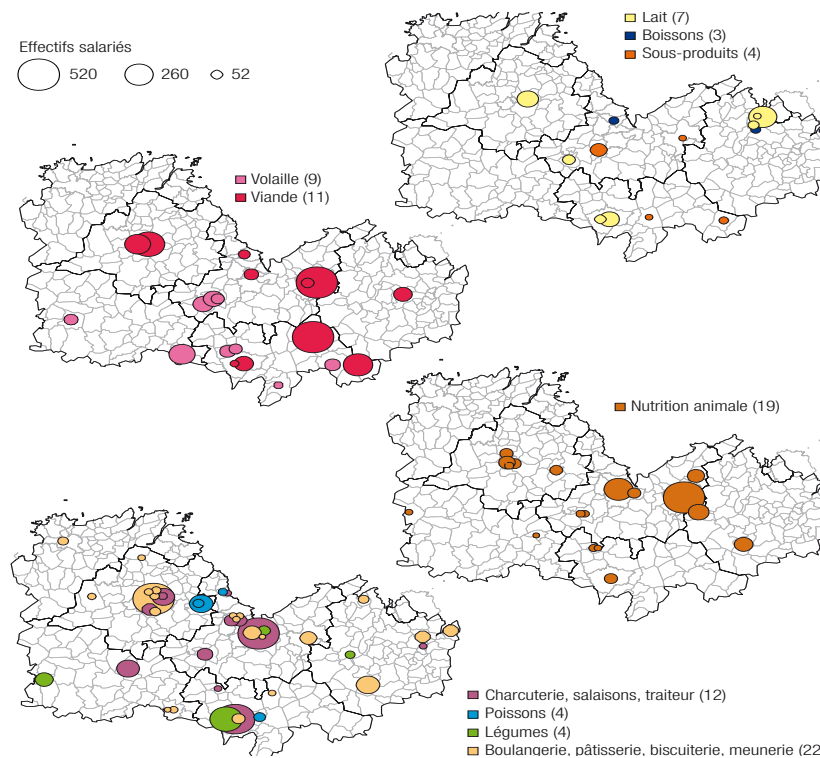 Effectifs salariés
520 260 52
Lait (7)
Boissons (3)
Sous-produits (4)
Volaille (9)
Viande (11)
Nutrition animale (19)
Charcuterie, salaisons, traiteur (12)
Poissons (4)
Légumes (4)
Boulangerie, pâtisserie, biscuiterie, meunerie (22